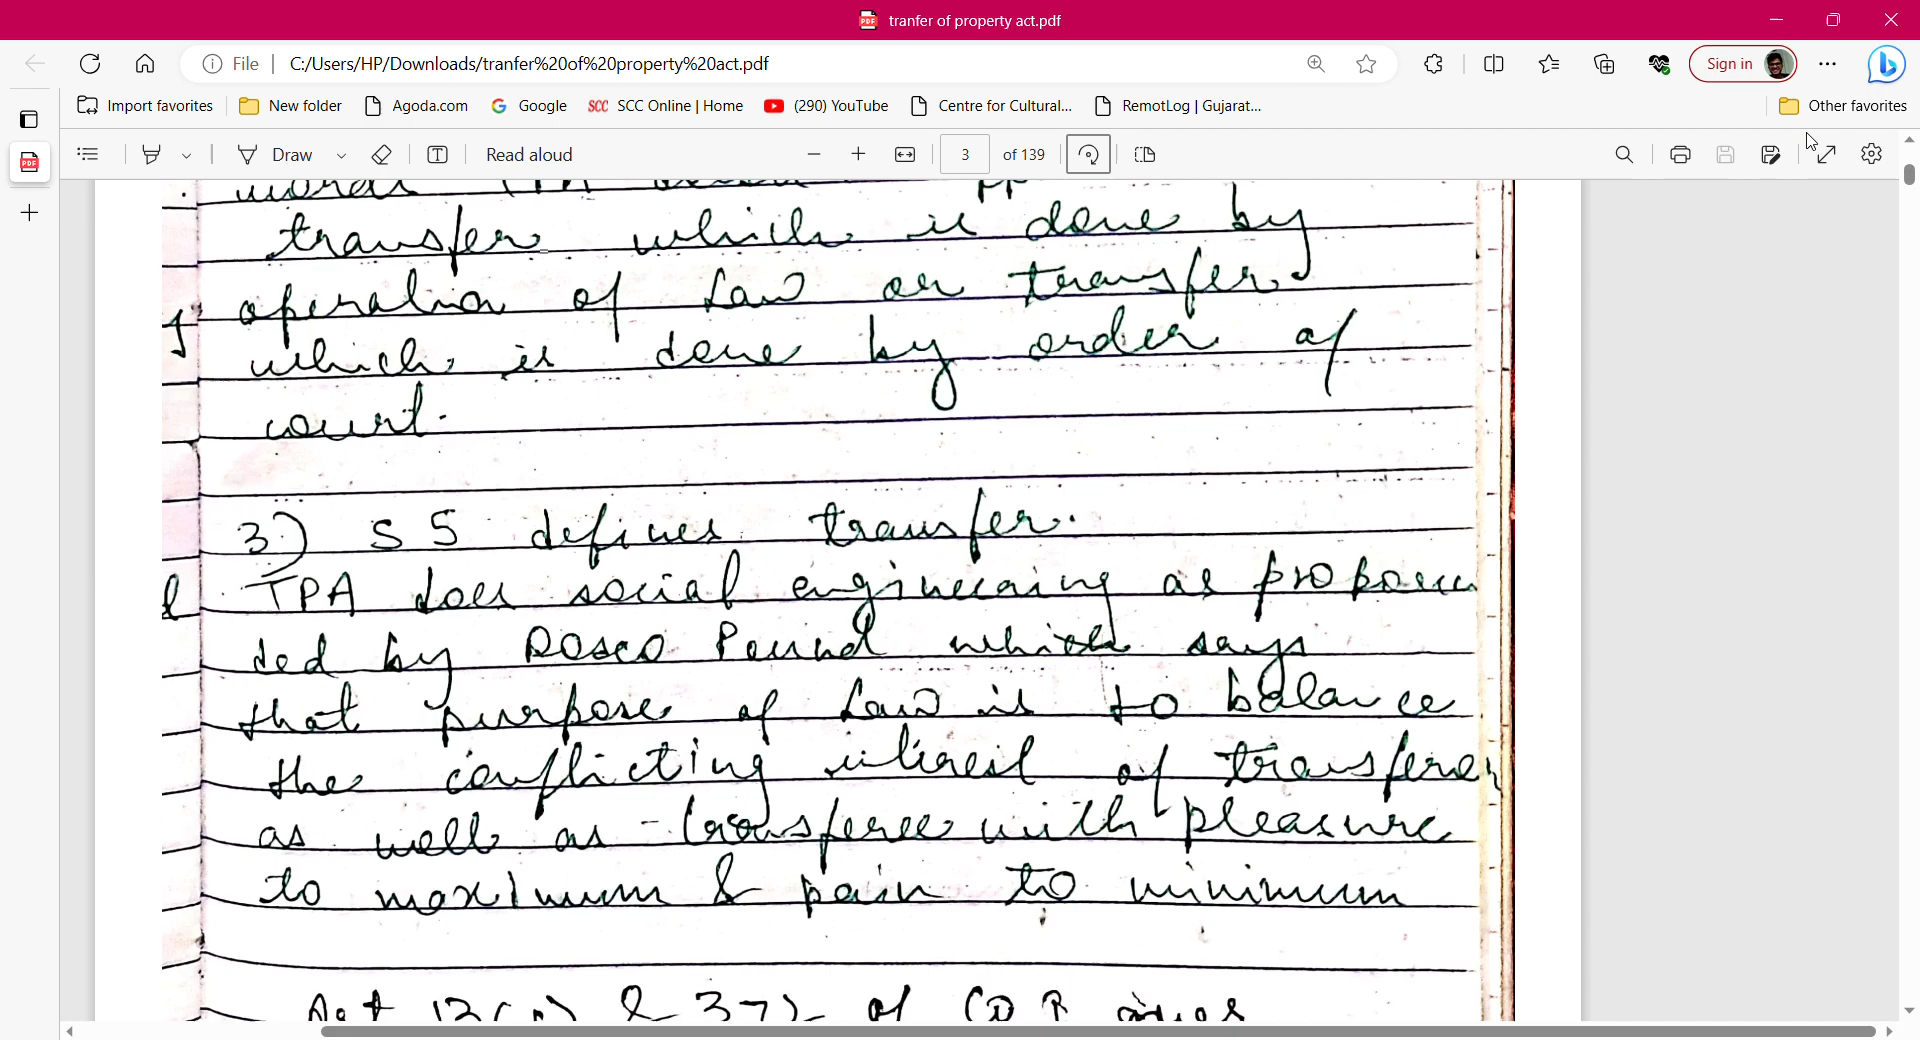 tranfer of property act.pdf
File C:/Users/HP/Downloads/tranfer%20of%20property%20act.pdf Sign in
Import favorites New folder Agoda.com Google SCC SCC Online | Home (290) YouTube Centre for Cultural... RemotLog | Gujarat... Other favorites
Draw Read aloud 3 of 139
transfer which is done by
operation of Law or transfer
which is done by order of
court.
3.) S 5 defines transfer.
TPA does social engineering as propoun
ded by Rosco Pound which says
that purpose of Law is to balance
the conflicting interest of transferor
as well as - transferee with pleasure
to maximum & pain to minimum